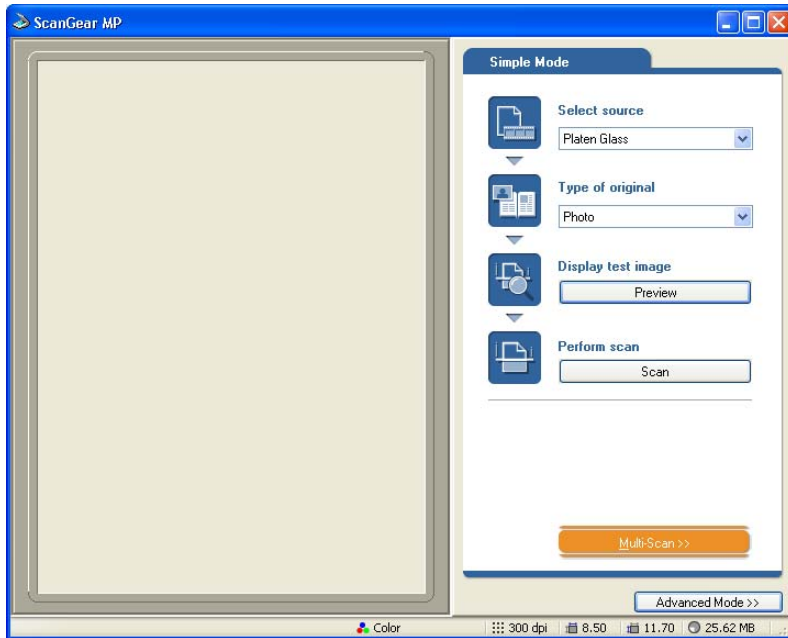 ScanGear MP
Simple Mode
Select source
Platen Glass
Type of original
Photo
Display test image
Preview
Perform scan
Scan
Multi-Scan >>
Advanced Mode >>
Color
300 dpi
8.50
11.70
25.62 MB